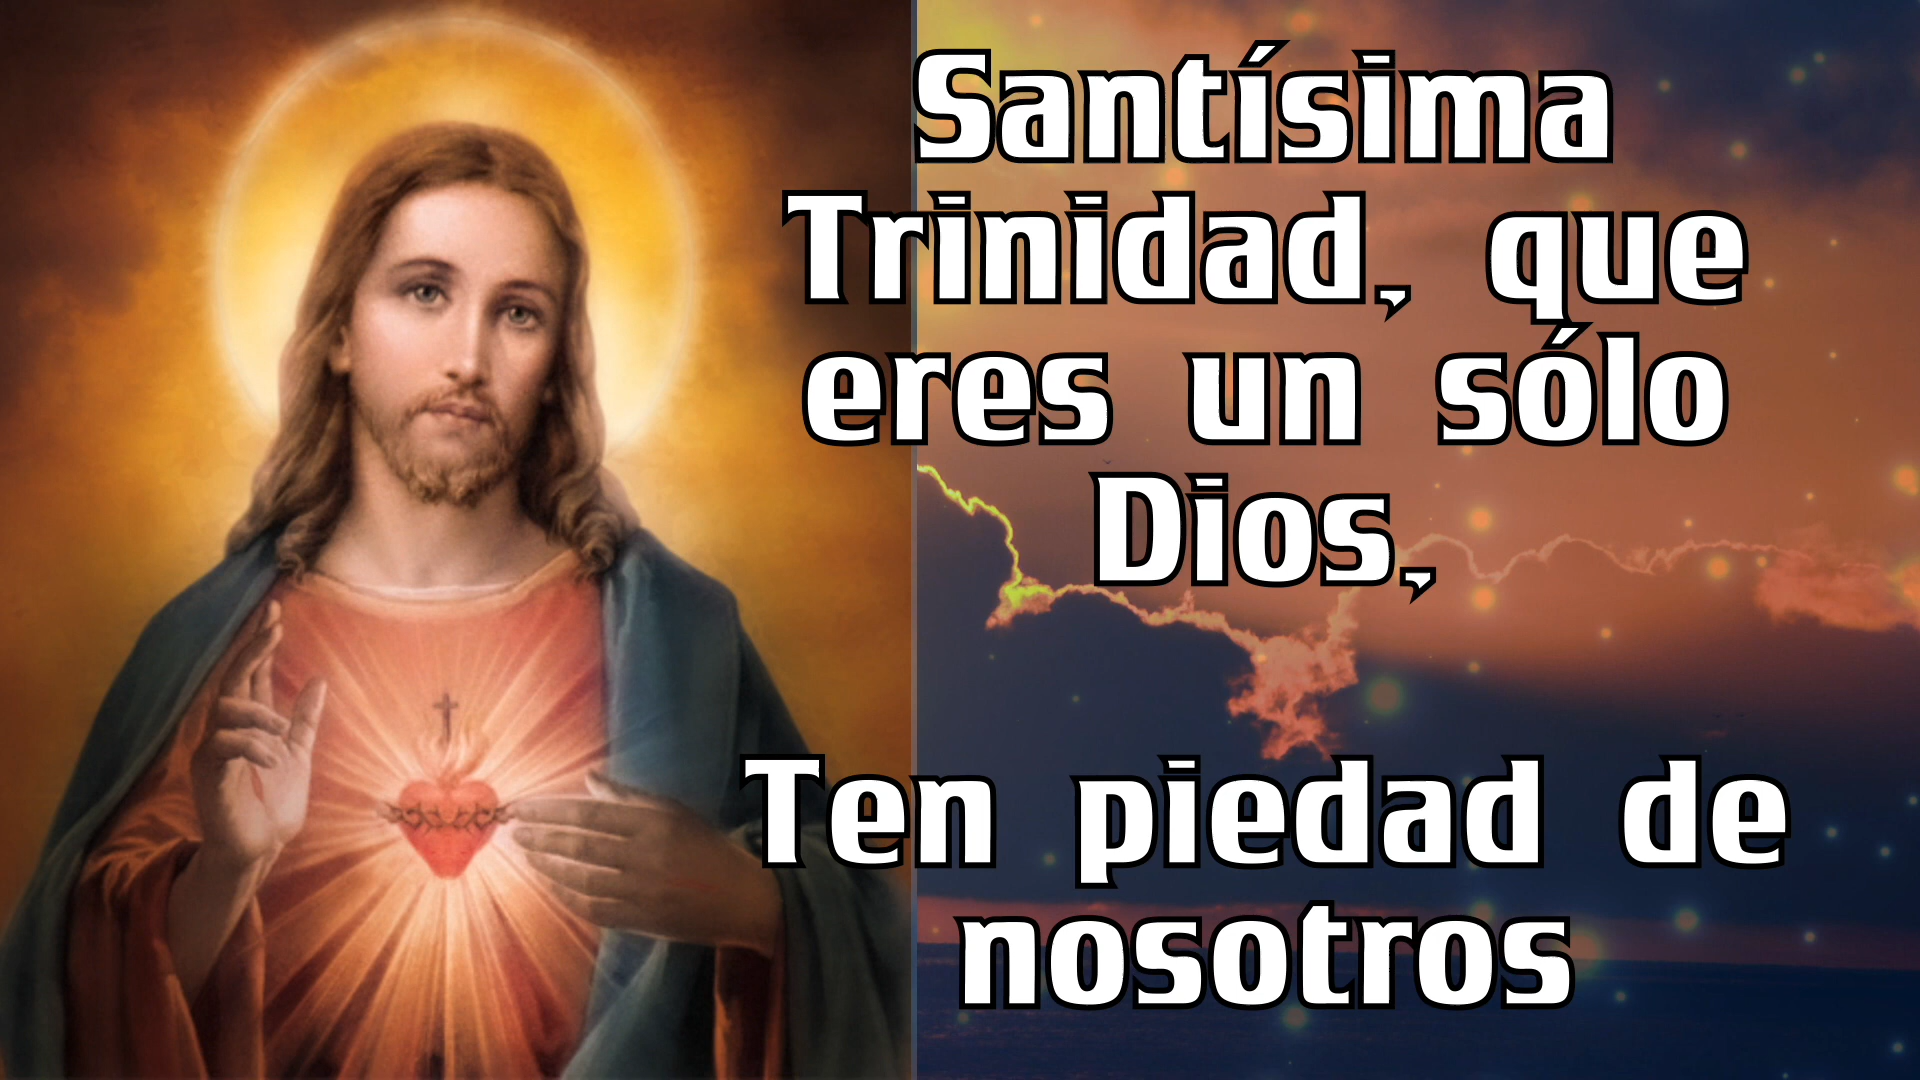 Santísima
Trinidad, que
eres un sólo
Dios,
Ten piedad de
nosotros